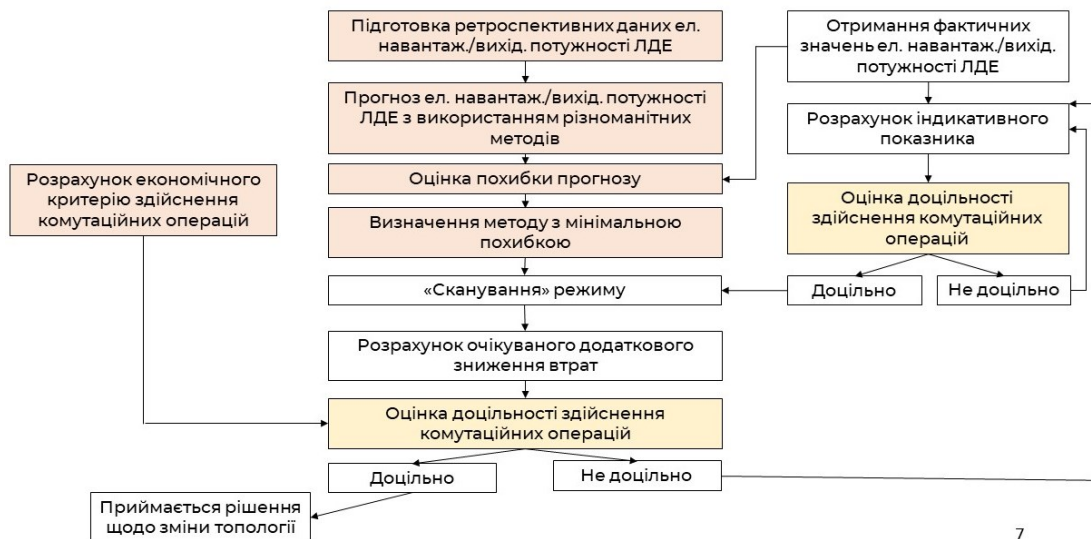 Підготовка ретроспективних даних ел.
навантаж./вихід. потужності ЛДЕ
Отримання фактичних
значень ел. навантаж./вихід.
потужності ЛДЕ
Прогноз ел. навантаж./вихід. потужності
ЛДЕ з використанням різноманітних
методів
Розрахунок індикативного
показника
Розрахунок економічного
критерію здійснення
комутаційних операцій
Оцінка похибки прогнозу
Визначення методу з мінімальною
похибкою
Оцінка доцільності
здійснення комутаційних
операцій
«Сканування» режиму
Доцільно
Не доцільно
Розрахунок очікуваного додаткового
зниження втрат
Оцінка доцільності здійснення
комутаційних операцій
Доцільно
Не доцільно
Приймається рішення
щодо зміни топології
7